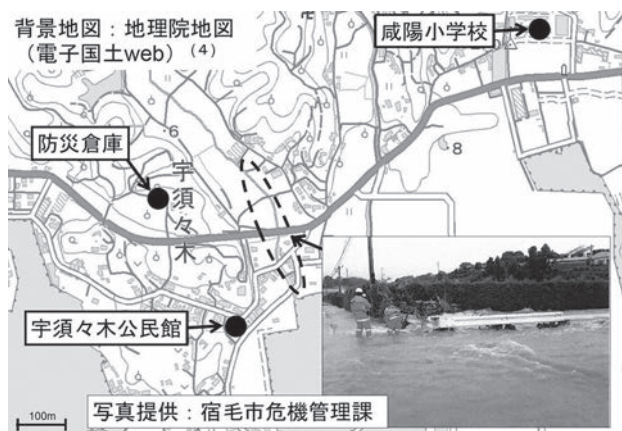 背景地図：地理院地図
（電子国土web）(4)
咸陽小学校
防災倉庫
6
宇須々木
8
宇須々木公民館
100m
写真提供：宿毛市危機管理課